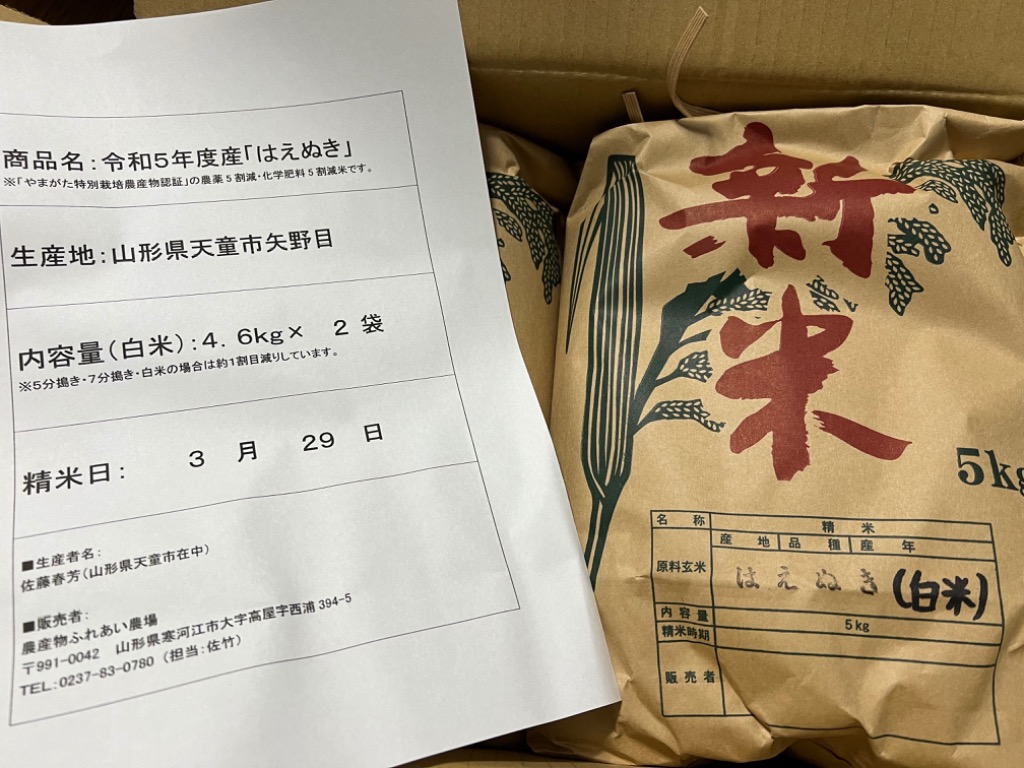 商品名:令和5年度産「はえぬき」
※「やまがた特別栽培農産物認証」の農薬5割減・化学肥料5割減米です。
生産地:山形県天童市矢野目
内容量(白米):4.6kg× 2 袋
※5分搗き・7分搗き・白米の場合は約1割目減りしています。
精米日: 3 月 29 日
■生産者名:
佐藤春芳(山形県天童市在中)
■販売者:
農産物ふれあい農場
〒991-0042 山形県寒河江市大字高屋字西浦394-5
TEL:0237-83-0780 (担当:佐竹)
新
米
5kg
名 称 精 米
産 地 品 種 産 年
原料玄米 はえぬき (白米)
内容量 5kg
精米時期
販売者